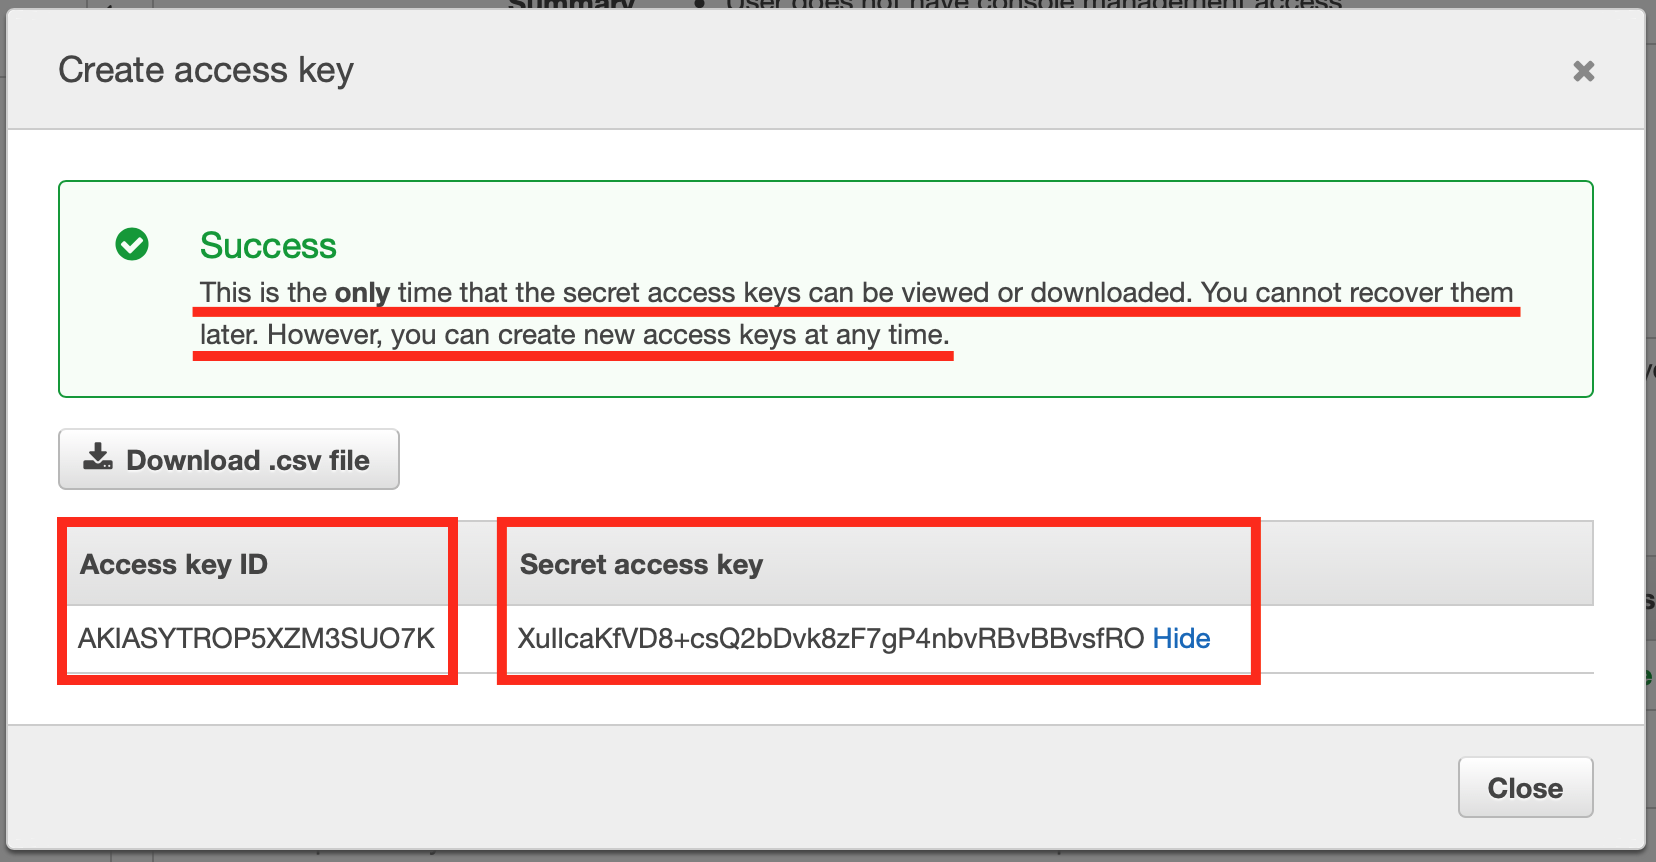 Summary • User does not have console management access
Create access key
Success
This is the only time that the secret access keys can be viewed or downloaded. You cannot recover them
later. However, you can create new access keys at any time.
Download .csv file
Access key ID Secret access key
AKIASYTROP5XZM3SUO7K Hide
Close